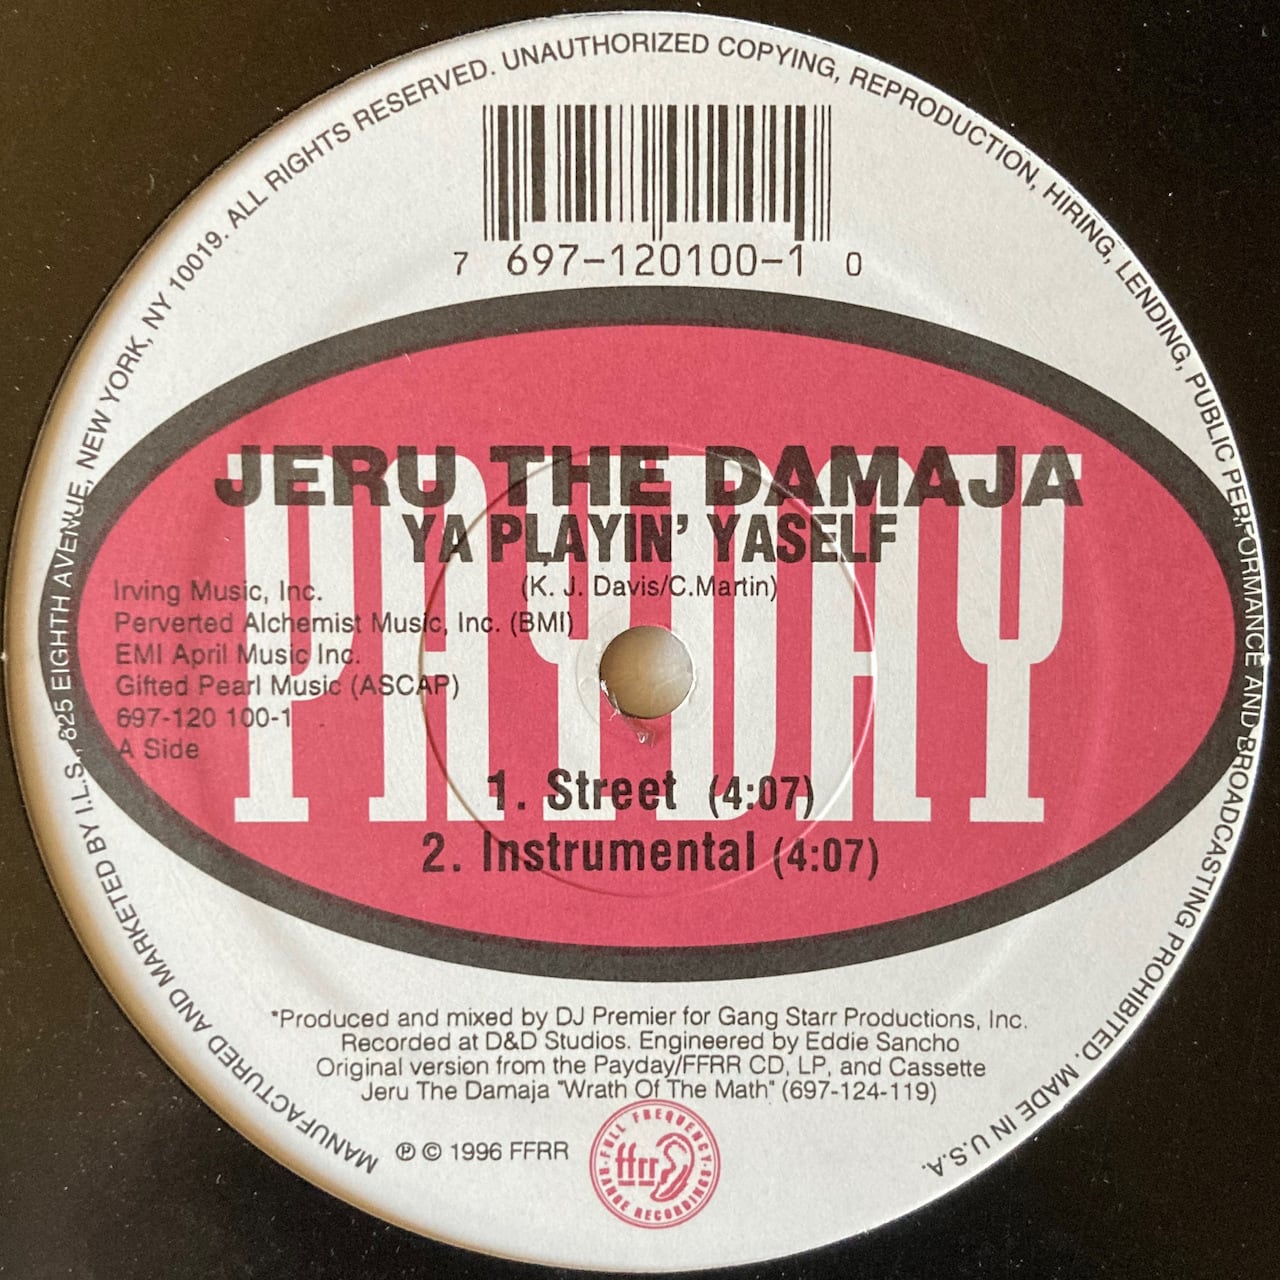 MANUFACTURED AND MARKETED BY I.L.S., 825 EIGHTH AVENUE, NEW YORK, NY 10019. ALL RIGHTS RESERVED. UNAUTHORIZED COPYING, REPRODUCTION, HIRING, LENDING, PUBLIC PERFORMANCE AND BROADCASTING PROHIBITED. MADE IN U.S.A.
7 697-120100-1 0
PAYDAY
JERU THE DAMAJA
YA PLAYIN' YASELF
(K. J. Davis/C.Martin)
Irving Music, Inc.
Perverted Alchemist Music, Inc. (BMI)
EMI April Music Inc.
Gifted Pearl Music (ASCAP)
697-120 100-1
A Side
1. Street (4:07)
2. Instrumental (4:07)
*Produced and mixed by DJ Premier for Gang Starr Productions, Inc.
Recorded at D&D Studios. Engineered by Eddie Sancho
Original version from the Payday/FFRR CD, LP, and Cassette
Jeru The Damaja "Wrath Of The Math" (697-124-119)
℗ © 1996 FFRR
FULL FREQUENCY
ffrr
RANGE RECORDINGS